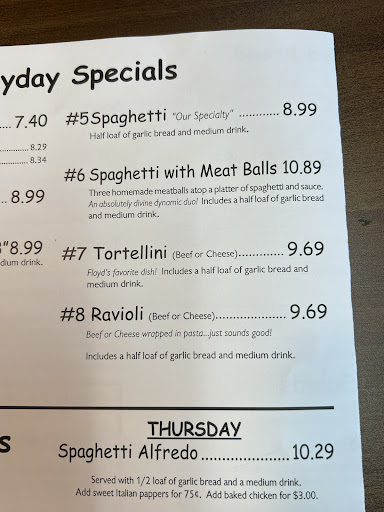 yday Specials
.... 7.40
8.29
8.34
.. 8.99
"8.99
dium drink.
s
#5 Spaghetti "Our Specialty" ............ 8.99
Half loaf of garlic bread and medium drink.
#6 Spaghetti with Meat Balls 10.89
Three homemade meatballs atop a platter of spaghetti and sauce.
An absolutely divine dynamic duo! Includes a half loaf of garlic bread
and medium drink.
#7 Tortellini (Beef or Cheese)............ 9.69
Floyd's favorite dish! Includes a half loaf of garlic bread and
medium drink.
#8 Ravioli (Beef or Cheese)................... 9.69
Beef or Cheese wrapped in pasta...just sounds good!
Includes a half loaf of garlic bread and medium drink.
THURSDAY
Spaghetti Alfredo.....................10.29
Served with 1/2 loaf of garlic bread and a medium drink.
Add sweet Italian pappers for 75¢. Add baked chicken for $3.00.